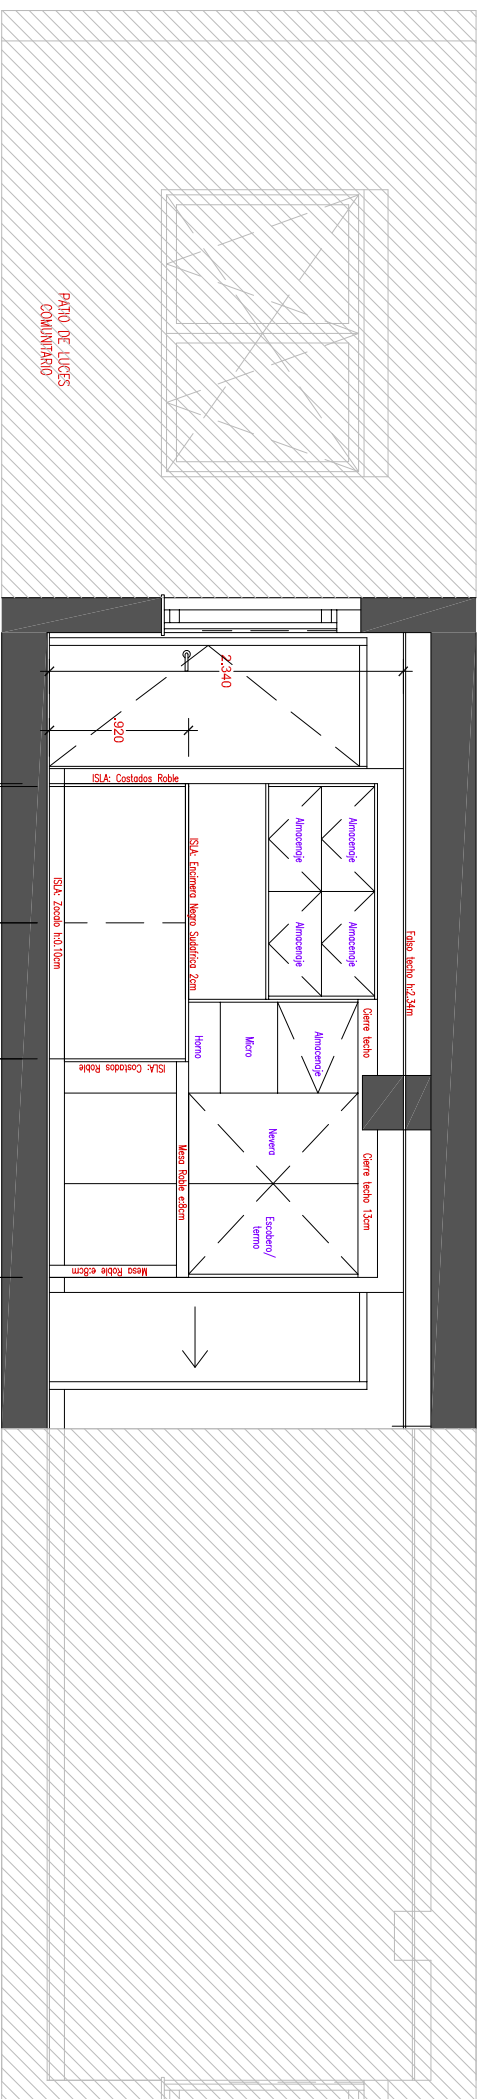 PATIO DE LUCES
COMUNITARIO
2.340
.920
ISLA: Costados Roble
Almacenaje
Almacenaje
Almacenaje
Almacenaje
ISLA: Encimera Negro Sudafrica 2cm
ISLA: Zocalo h:0.10cm
Falso techo h:2.34m
Cierre techo
Almacenaje
Micro
Horno
ISLA: Costados Roble
Nevera
Escobero/
termo
Cierre techo 13cm
Mesa Roble e:8cm
Mesa Roble e:8cm